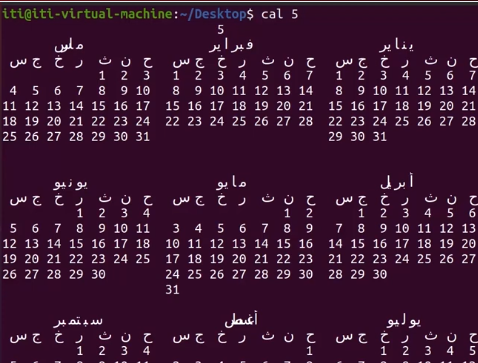 iti@iti-virtual-machine:~/Desktop$ cal 5
5
يناير فبراير مارس
ح ن ث ر خ ج س ح ن ث ر خ ج س ح ن ث ر خ ج س
1 2 3 1 2 3 4 5 6 7 1 2 3 4 5 6 7
4 5 6 7 8 9 10 8 9 10 11 12 13 14 8 9 10 11 12 13 14
11 12 13 14 15 16 17 15 16 17 18 19 20 21 15 16 17 18 19 20 21
18 19 20 21 22 23 24 22 23 24 25 26 27 28 22 23 24 25 26 27 28
25 26 27 28 29 30 31 29 30 31
أبريل مايو يونيو
ح ن ث ر خ ج س ح ن ث ر خ ج س ح ن ث ر خ ج س
1 2 3 4 1 2 1 2 3 4 5 6
5 6 7 8 9 10 11 3 4 5 6 7 8 9 7 8 9 10 11 12 13
12 13 14 15 16 17 18 10 11 12 13 14 15 16 14 15 16 17 18 19 20
19 20 21 22 23 24 25 17 18 19 20 21 22 23 21 22 23 24 25 26 27
26 27 28 29 30 24 25 26 27 28 29 30 28 29 30
31
يوليو أغسطس سبتمبر
ح ن ث ر خ ج س ح ن ث ر خ ج س ح ن ث ر خ ج س
1 2 3 4 1 1 2 3 4 5